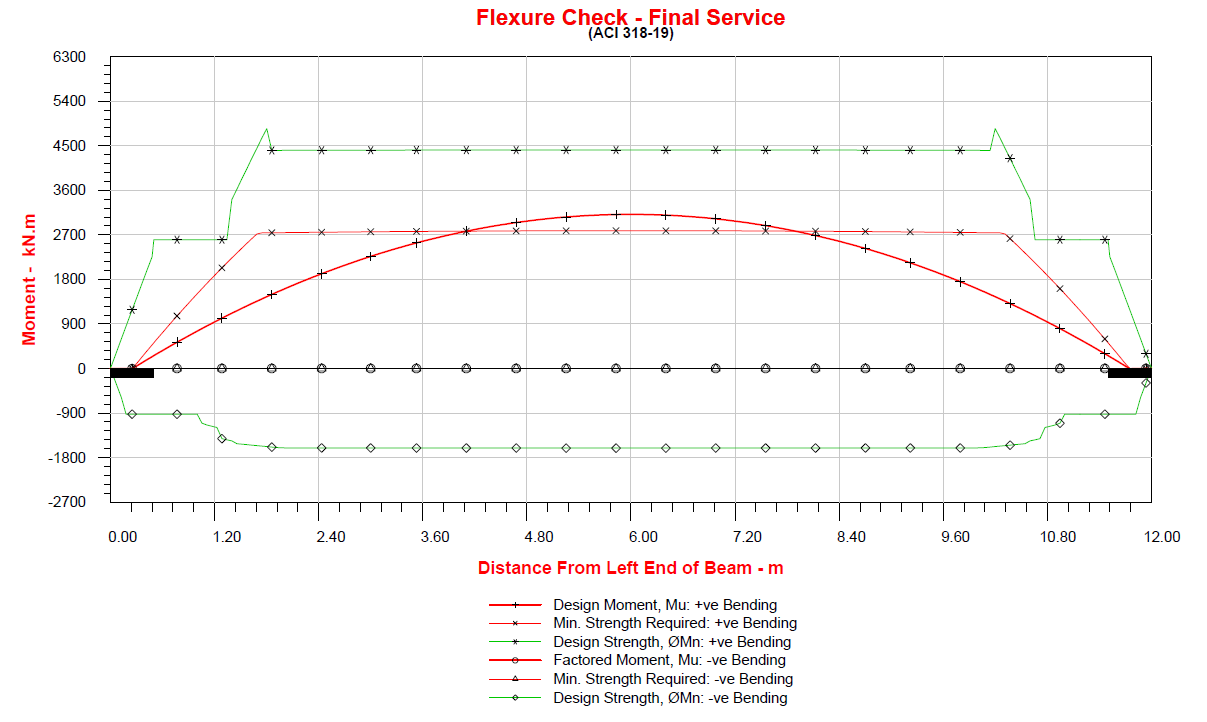 Flexure Check - Final Service
(ACI 318-19)
6300
5400
4500
3600
2700
1800
900
0
-900
-1800
-2700
Moment - kN.m
0.00 1.20 2.40 3.60 4.80 6.00 7.20 8.40 9.60 10.80 12.00
Distance From Left End of Beam - m
Design Moment, Mu: +ve Bending
Min. Strength Required: +ve Bending
Design Strength, ØMn: +ve Bending
Factored Moment, Mu: -ve Bending
Min. Strength Required: -ve Bending
Design Strength, ØMn: -ve Bending